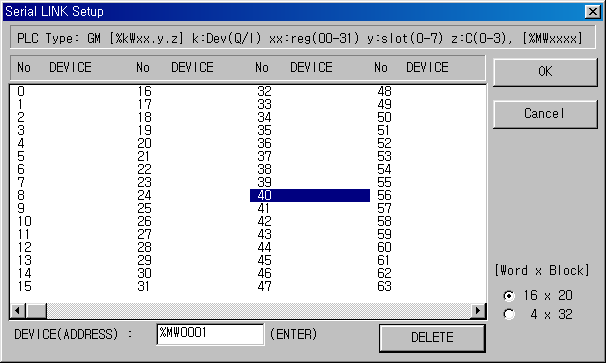 Serial LINK Setup
PLC Type: GM [%kWxx.y.z] k:Dev(Q/I) xx:reg(00-31) y:slot(0-7) z:C(0-3), [%MWxxxx]
No DEVICE No DEVICE No DEVICE No DEVICE
0 16 32 48
1 17 33 49
2 18 34 50
3 19 35 51
4 20 36 52
5 21 37 53
6 22 38 54
7 23 39 55
8 24 40 56
9 25 41 57
10 26 42 58
11 27 43 59
12 28 44 60
13 29 45 61
14 30 46 62
15 31 47 63
OK
Cancel
[Word x Block]
16 x 20
4 x 32
DEVICE(ADDRESS) : %MW0001 (ENTER)
DELETE